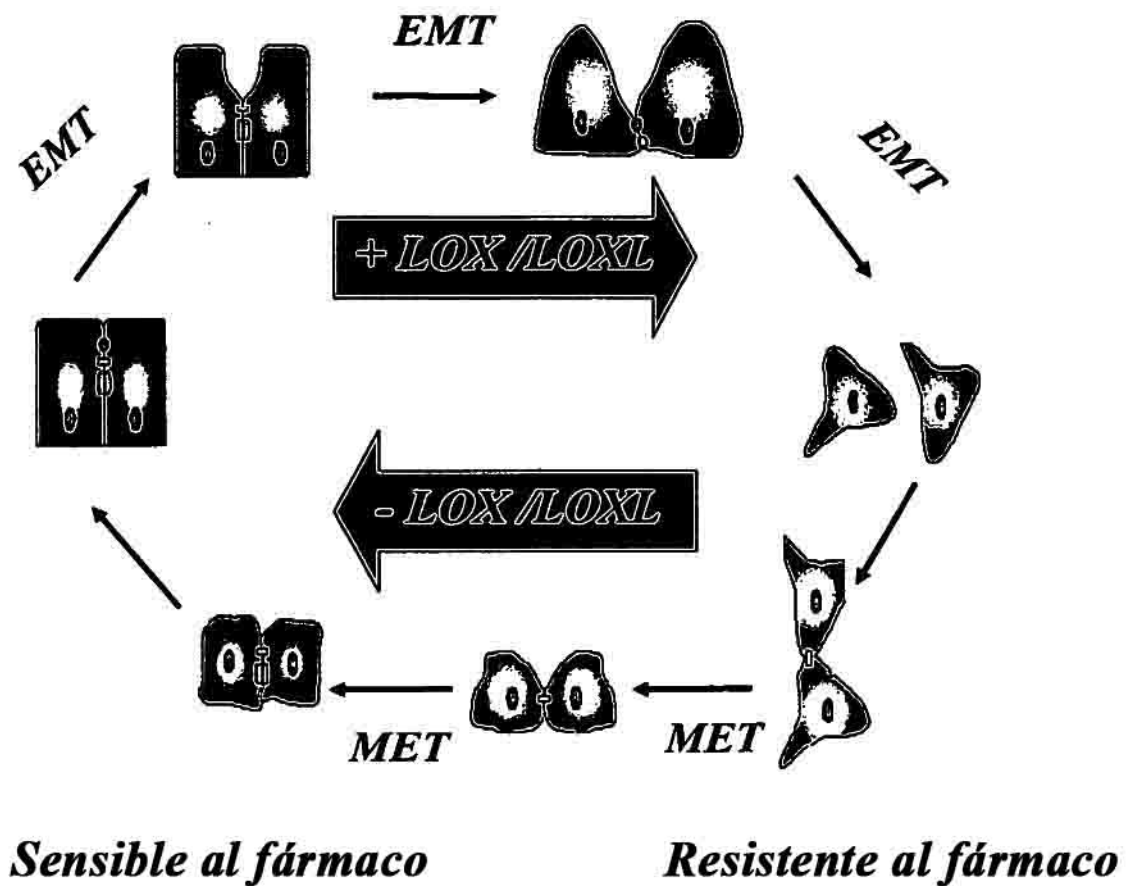 EMT
EMT
EMT
+ LOX /LOXL
- LOX /LOXL
MET
MET
Sensible al fármaco
Resistente al fármaco